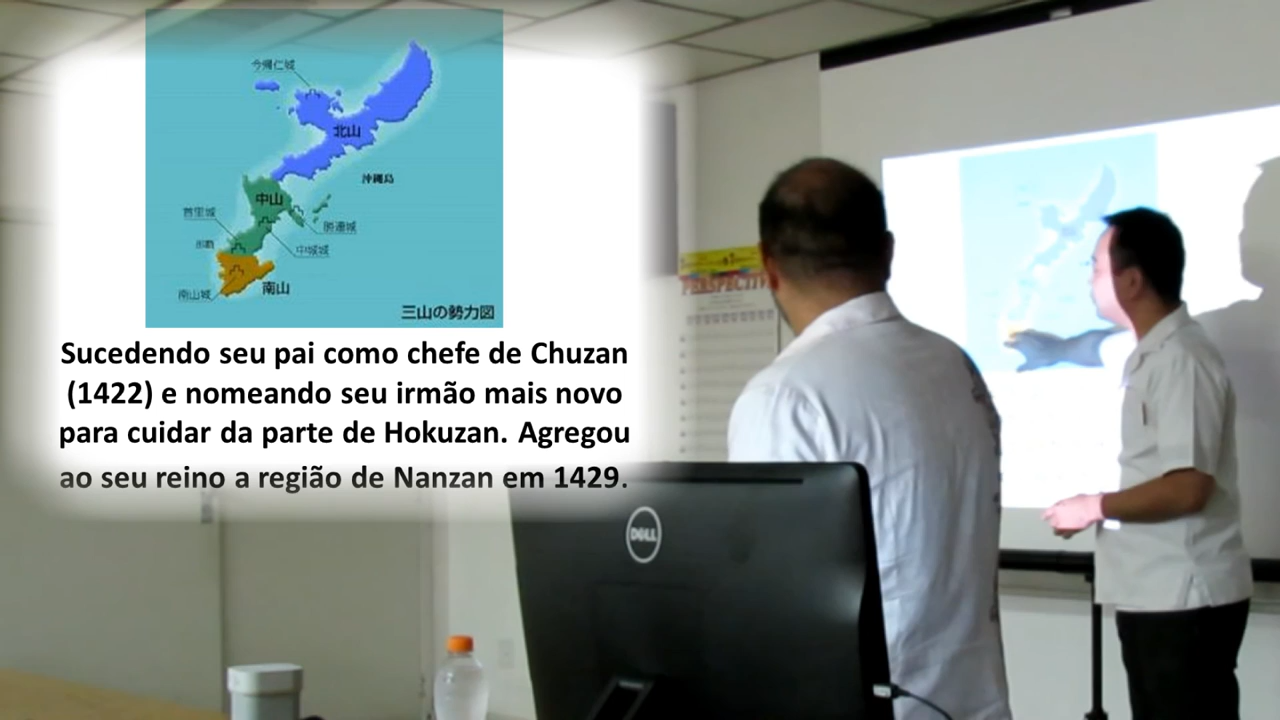 今帰仁城
北山
沖縄島
中山
首里城
勝連城
那覇
中城城
南山城
南山
三山の勢力図
Sucedendo seu pai como chefe de Chuzan
(1422) e nomeando seu irmão mais novo
para cuidar da parte de Hokuzan. Agregou
ao seu reino a região de Nanzan em 1429.
PERSPECTIV
DELL